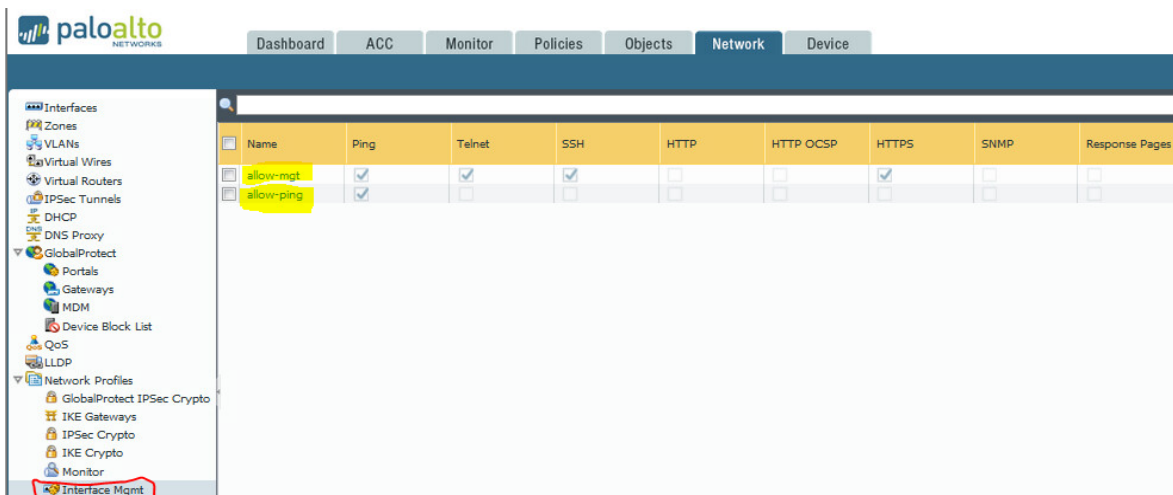 paloalto
NETWORKS
Dashboard ACC Monitor Policies Objects Network Device
Interfaces
Zones
VLANs
Virtual Wires
Virtual Routers
IPSec Tunnels
DHCP
DNS Proxy
GlobalProtect
Portals
Gateways
MDM
Device Block List
QoS
LLDP
Network Profiles
GlobalProtect IPSec Crypto
IKE Gateways
IPSec Crypto
IKE Crypto
Monitor
Interface Mgmt
Name Ping Telnet SSH HTTP HTTP OCSP HTTPS SNMP Response Pages
allow-mgt
allow-ping